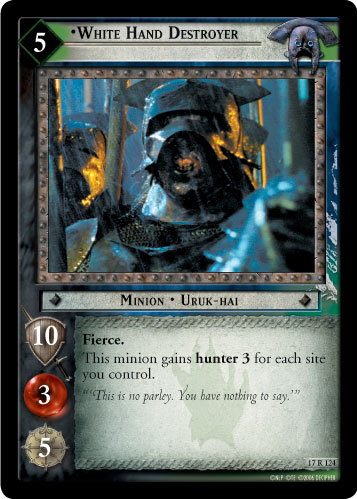 5
•White Hand Destroyer
Minion • Uruk-hai
10
3
5
Fierce.
This minion gains hunter 3 for each site
you control.
“‘This is no parley. You have nothing to say.’”
17 R 124